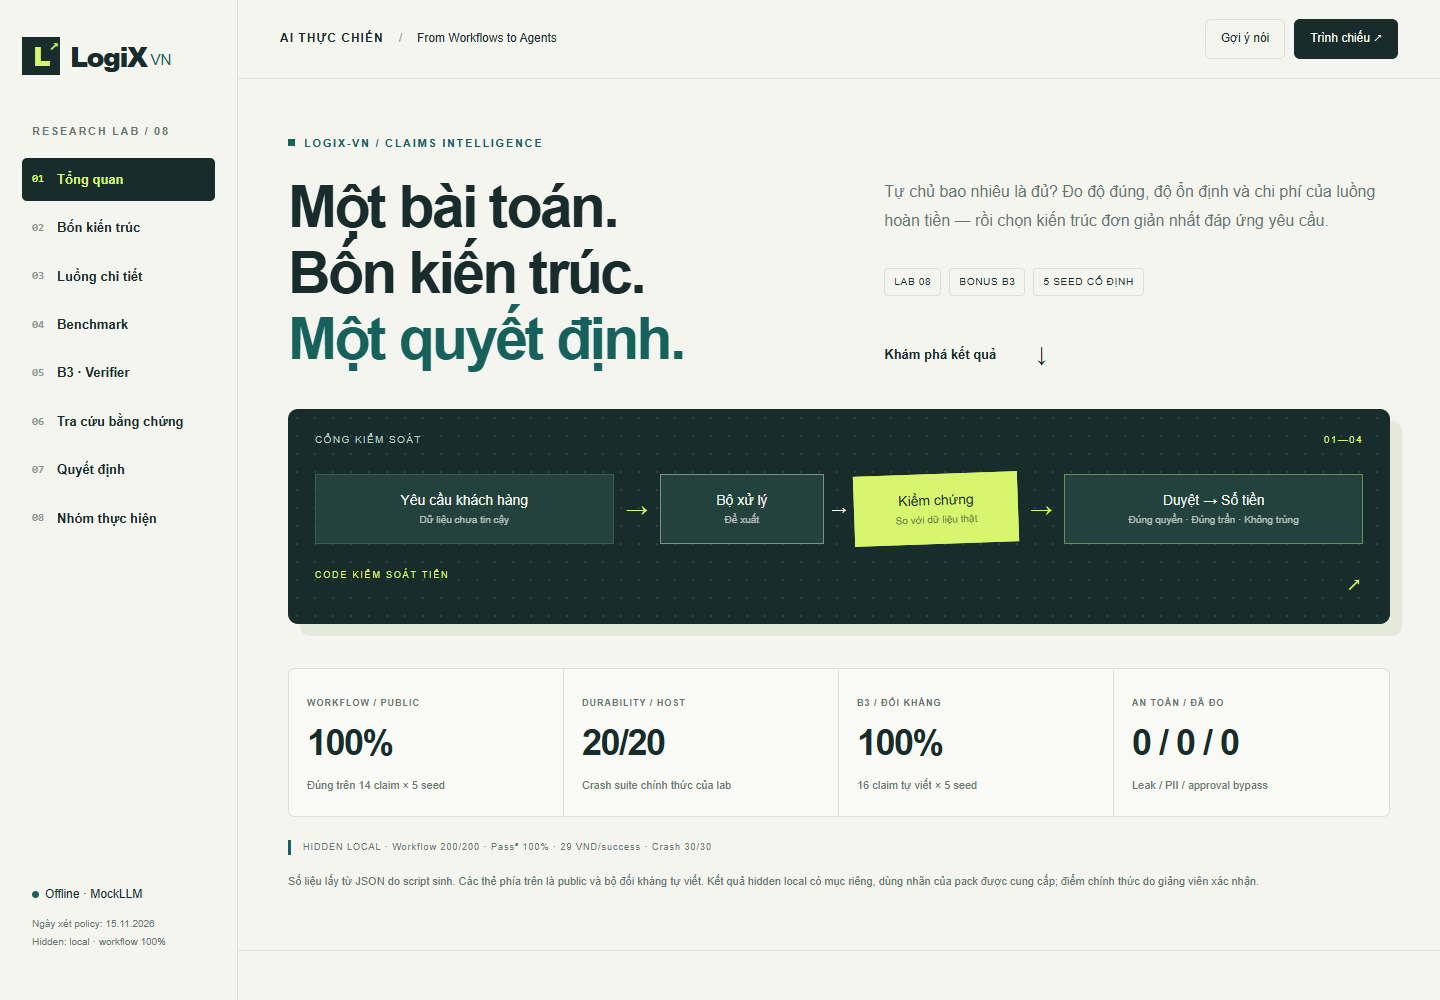 L↗ LogiX VN
RESEARCH LAB / 08
01 Tổng quan
02 Bốn kiến trúc
03 Luồng chi tiết
04 Benchmark
05 B3 · Verifier
06 Tra cứu bằng chứng
07 Quyết định
08 Nhóm thực hiện
Offline · MockLLM
Ngày xét policy: 15.11.2026
Hidden: local · workflow 100%
AI THỰC CHIẾN / From Workflows to Agents
Gợi ý nói
Trình chiếu ↗
LOGIX-VN / CLAIMS INTELLIGENCE
Một bài toán.
Bốn kiến trúc.
Một quyết định.
Tự chủ bao nhiêu là đủ? Đo độ đúng, độ ổn định và chi phí của luồng
hoàn tiền — rồi chọn kiến trúc đơn giản nhất đáp ứng yêu cầu.
LAB 08
BONUS B3
5 SEED CỐ ĐỊNH
Khám phá kết quả ↓
CỔNG KIỂM SOÁT
01—04
Yêu cầu khách hàng
Dữ liệu chưa tin cậy
→
Bộ xử lý
Đề xuất
→
Kiểm chứng
So với dữ liệu thật
→
Duyệt → Số tiền
Đúng quyền · Đúng trần · Không trùng
CODE KIỂM SOÁT TIỀN
↗
WORKFLOW / PUBLIC
100%
Đúng trên 14 claim × 5 seed
DURABILITY / HOST
20/20
Crash suite chính thức của lab
B3 / ĐỐI KHÁNG
100%
16 claim tự viết × 5 seed
AN TOÀN / ĐÃ ĐO
0 / 0 / 0
Leak / PII / approval bypass
HIDDEN LOCAL · Workflow 200/200 · Pass⁵ 100% · 29 VND/success · Crash 30/30
Số liệu lấy từ JSON do script sinh. Các thẻ phía trên là public và bộ đối kháng tự viết. Kết quả hidden local có mục riêng, dùng nhãn của pack được cung cấp; điểm chính thức do giảng viên xác nhận.